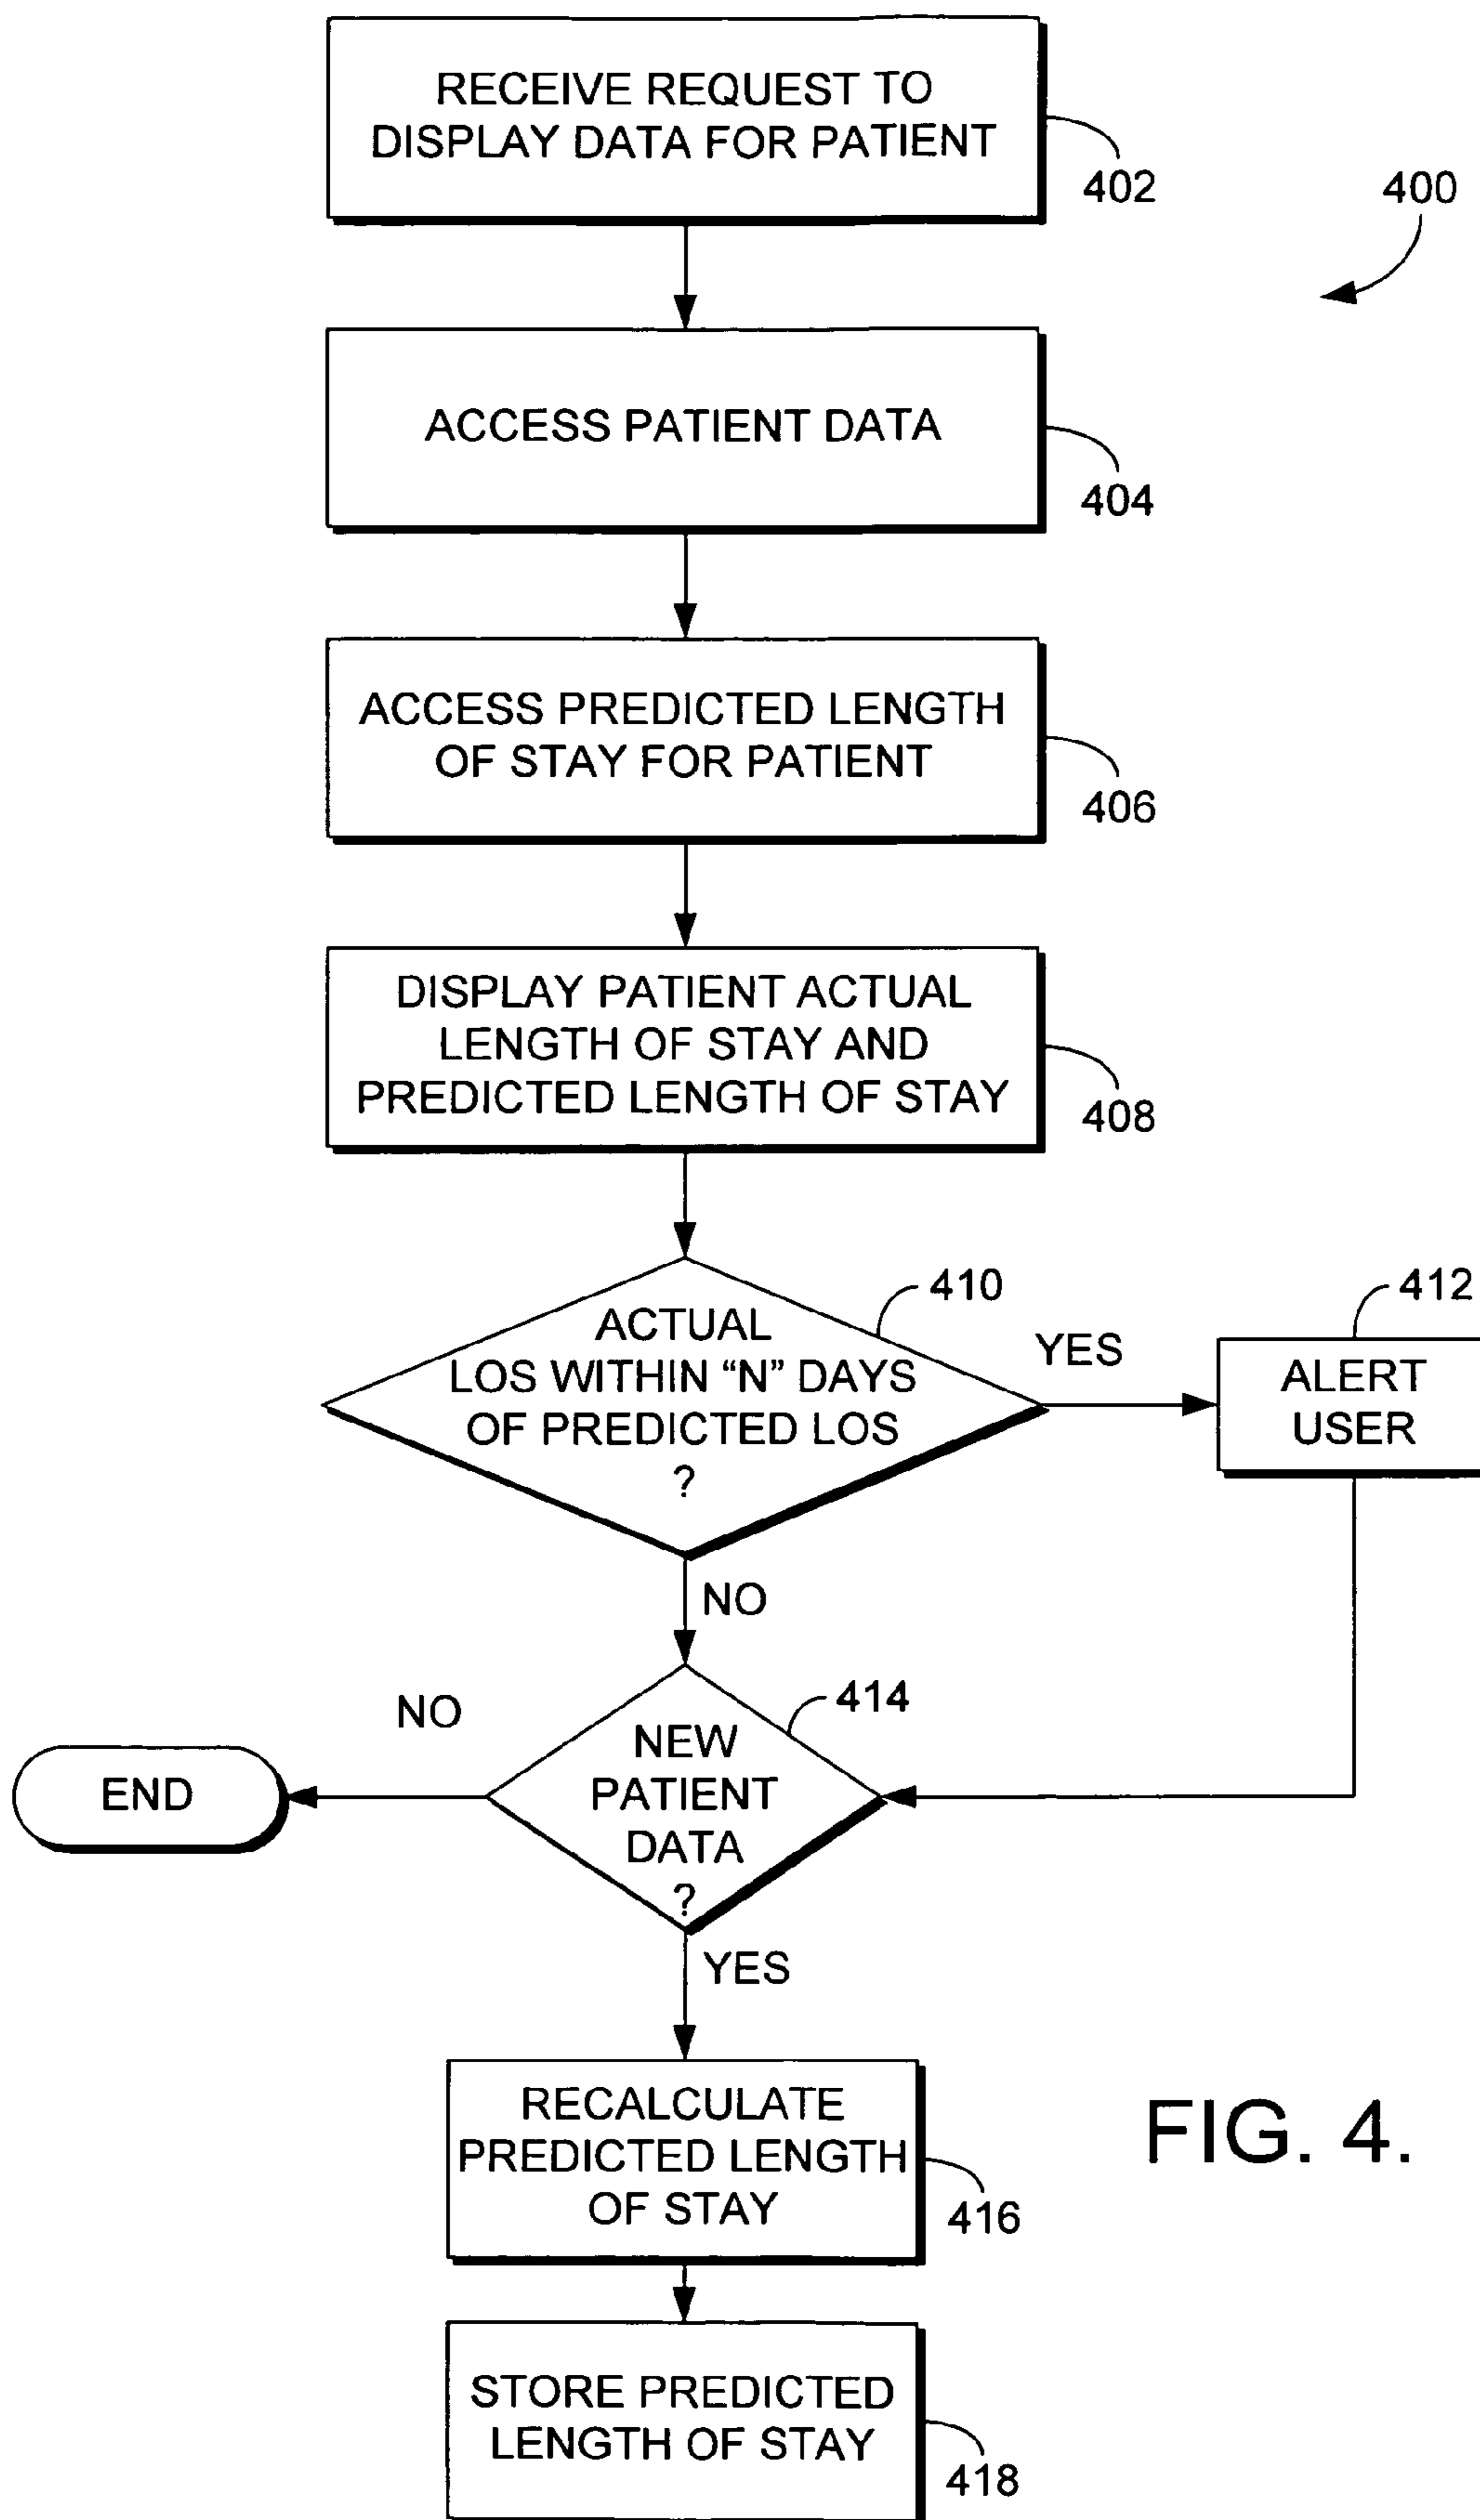 RECEIVE REQUEST TO
DISPLAY DATA FOR PATIENT
402
400
ACCESS PATIENT DATA
404
ACCESS PREDICTED LENGTH
OF STAY FOR PATIENT
406
DISPLAY PATIENT ACTUAL
LENGTH OF STAY AND
PREDICTED LENGTH OF STAY
408
ACTUAL
LOS WITHIN “N” DAYS
OF PREDICTED LOS
?
410
YES
412
ALERT
USER
NO
NO
414
NEW
PATIENT
DATA
?
END
YES
RECALCULATE
PREDICTED LENGTH
OF STAY
416
FIG. 4.
STORE PREDICTED
LENGTH OF STAY
418